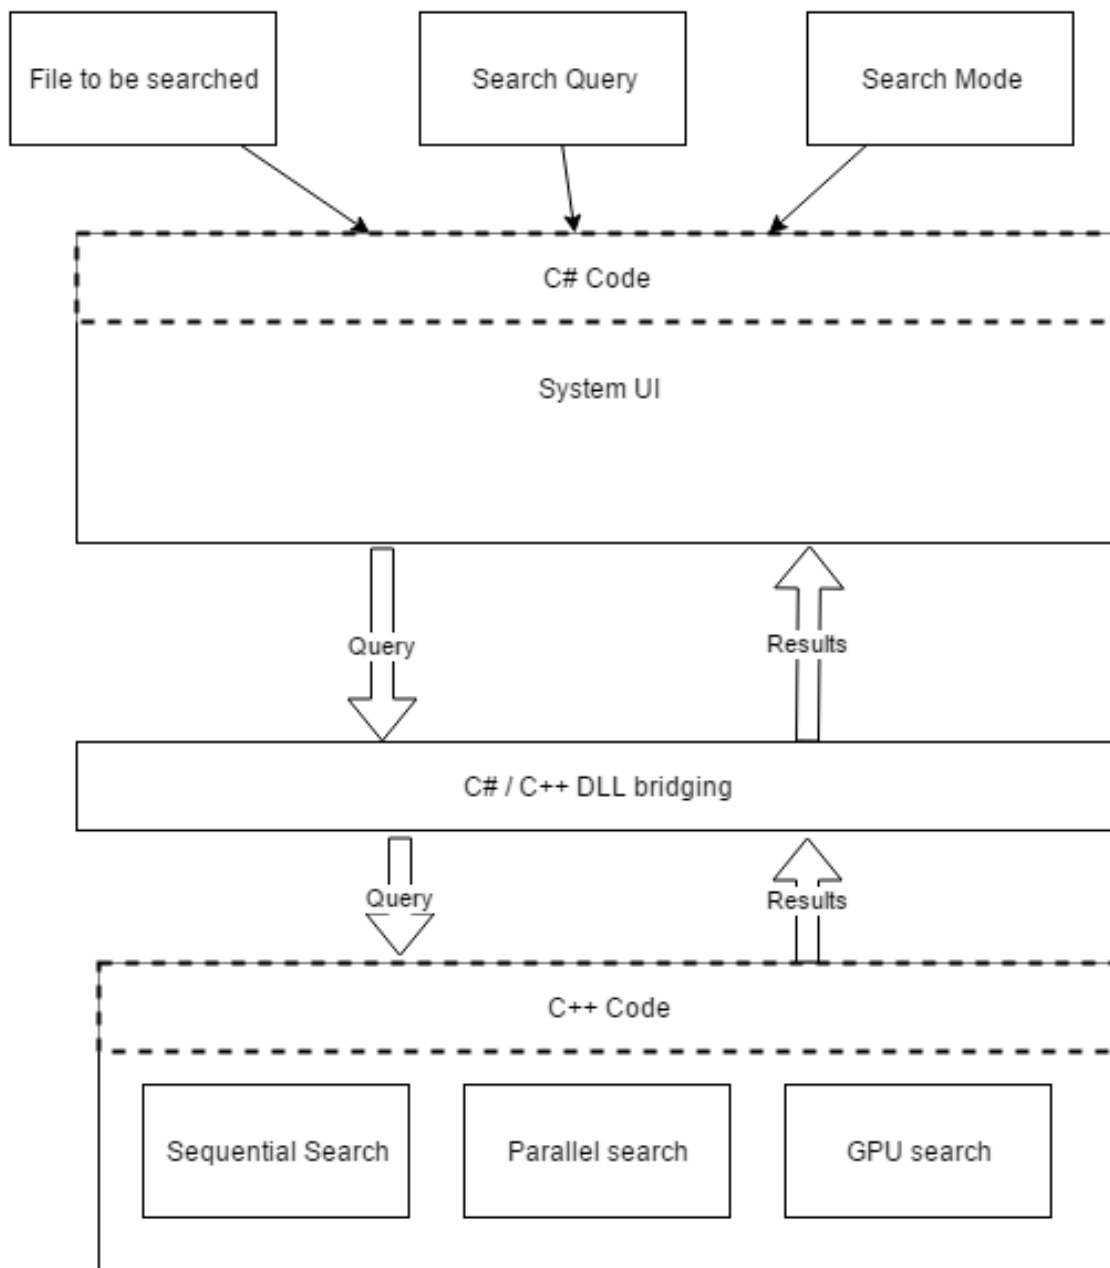 File to be searched
Search Query
Search Mode
C# Code
System UI
Query
Results
C# / C++ DLL bridging
Query
Results
C++ Code
Sequential Search
Parallel search
GPU search